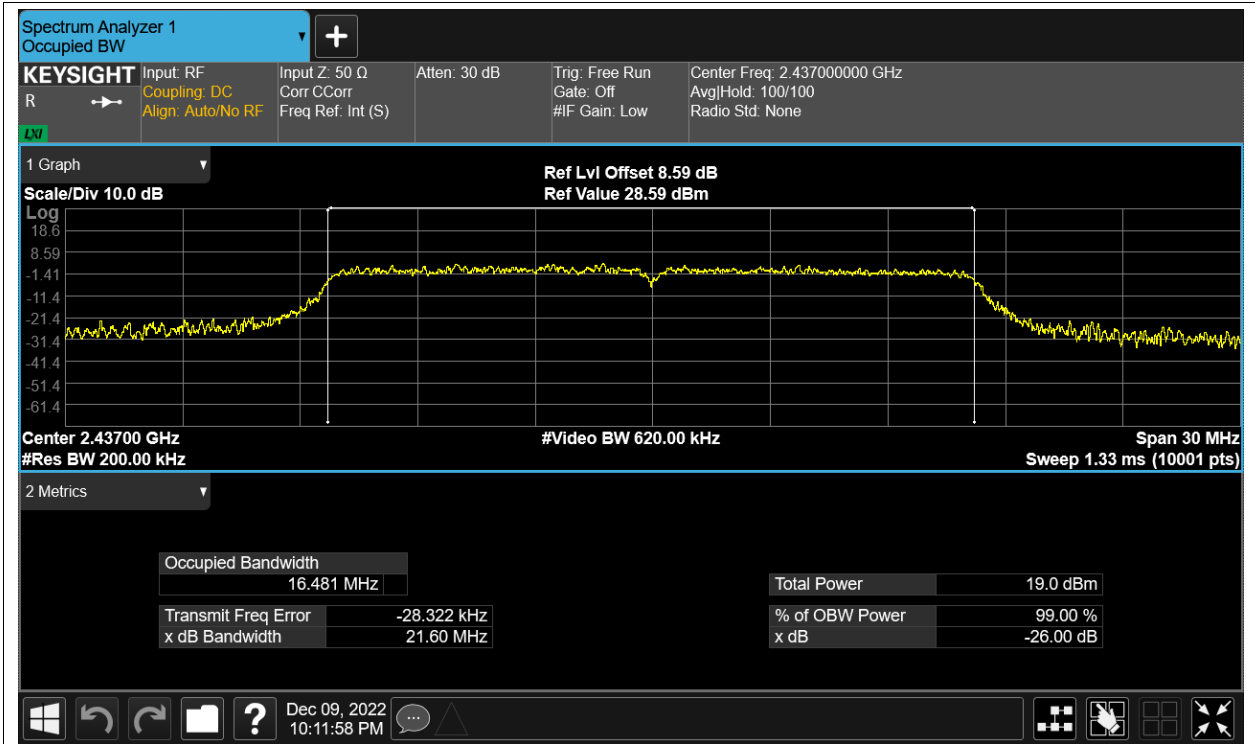 Spectrum Analyzer 1
Occupied BW
KEYSIGHT
R
LXI
Input: RF
Coupling: DC
Align: Auto/No RF
Input Z: 50 Ω
Corr CCorr
Freq Ref: Int (S)
Atten: 30 dB
Trig: Free Run
Gate: Off
#IF Gain: Low
Center Freq: 2.437000000 GHz
Avg|Hold: 100/100
Radio Std: None
1 Graph
Scale/Div 10.0 dB
Ref Lvl Offset 8.59 dB
Ref Value 28.59 dBm
Log
18.6
8.59
-1.41
-11.4
-21.4
-31.4
-41.4
-51.4
-61.4
Center 2.43700 GHz
#Video BW 620.00 kHz
Span 30 MHz
#Res BW 200.00 kHz
Sweep 1.33 ms (10001 pts)
2 Metrics
Occupied Bandwidth
16.481 MHz
Total Power 19.0 dBm
Transmit Freq Error -28.322 kHz
% of OBW Power 99.00 %
x dB Bandwidth 21.60 MHz
x dB -26.00 dB
?
Dec 09, 2022
10:11:58 PM